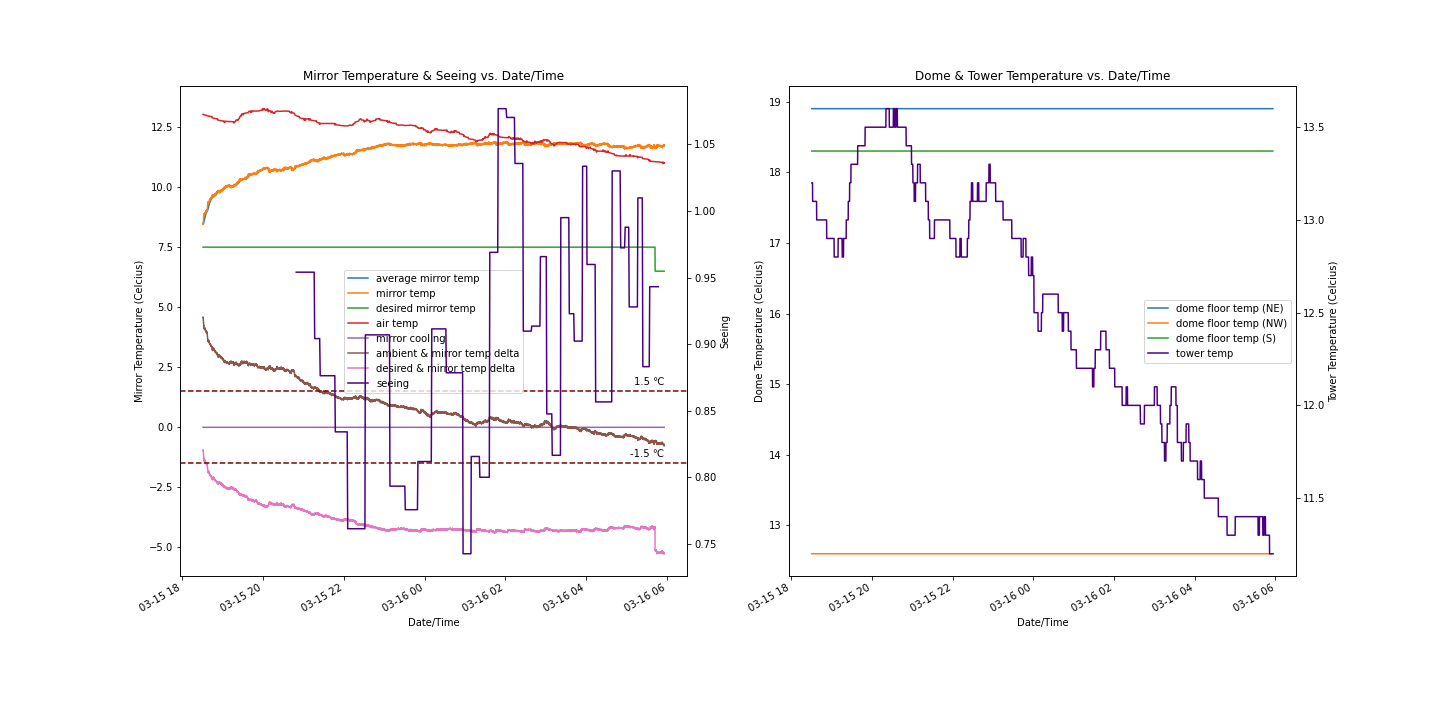 Mirror Temperature & Seeing vs. Date/Time
12.5
10.0
7.5
5.0
2.5
0.0
−2.5
−5.0
Mirror Temperature (Celcius)
average mirror temp
mirror temp
desired mirror temp
air temp
mirror cooling
ambient & mirror temp delta
desired & mirror temp delta
seeing
1.5 °C
-1.5 °C
1.05
1.00
0.95
0.90
0.85
0.80
0.75
Seeing
03-15 18
03-15 20
03-15 22
03-16 00
03-16 02
03-16 04
03-16 06
Date/Time
Dome & Tower Temperature vs. Date/Time
19
18
17
16
15
14
13
Dome Temperature (Celcius)
dome floor temp (NE)
dome floor temp (NW)
dome floor temp (S)
tower temp
13.5
13.0
12.5
12.0
11.5
Tower Temperature (Celcius)
03-15 18
03-15 20
03-15 22
03-16 00
03-16 02
03-16 04
03-16 06
Date/Time